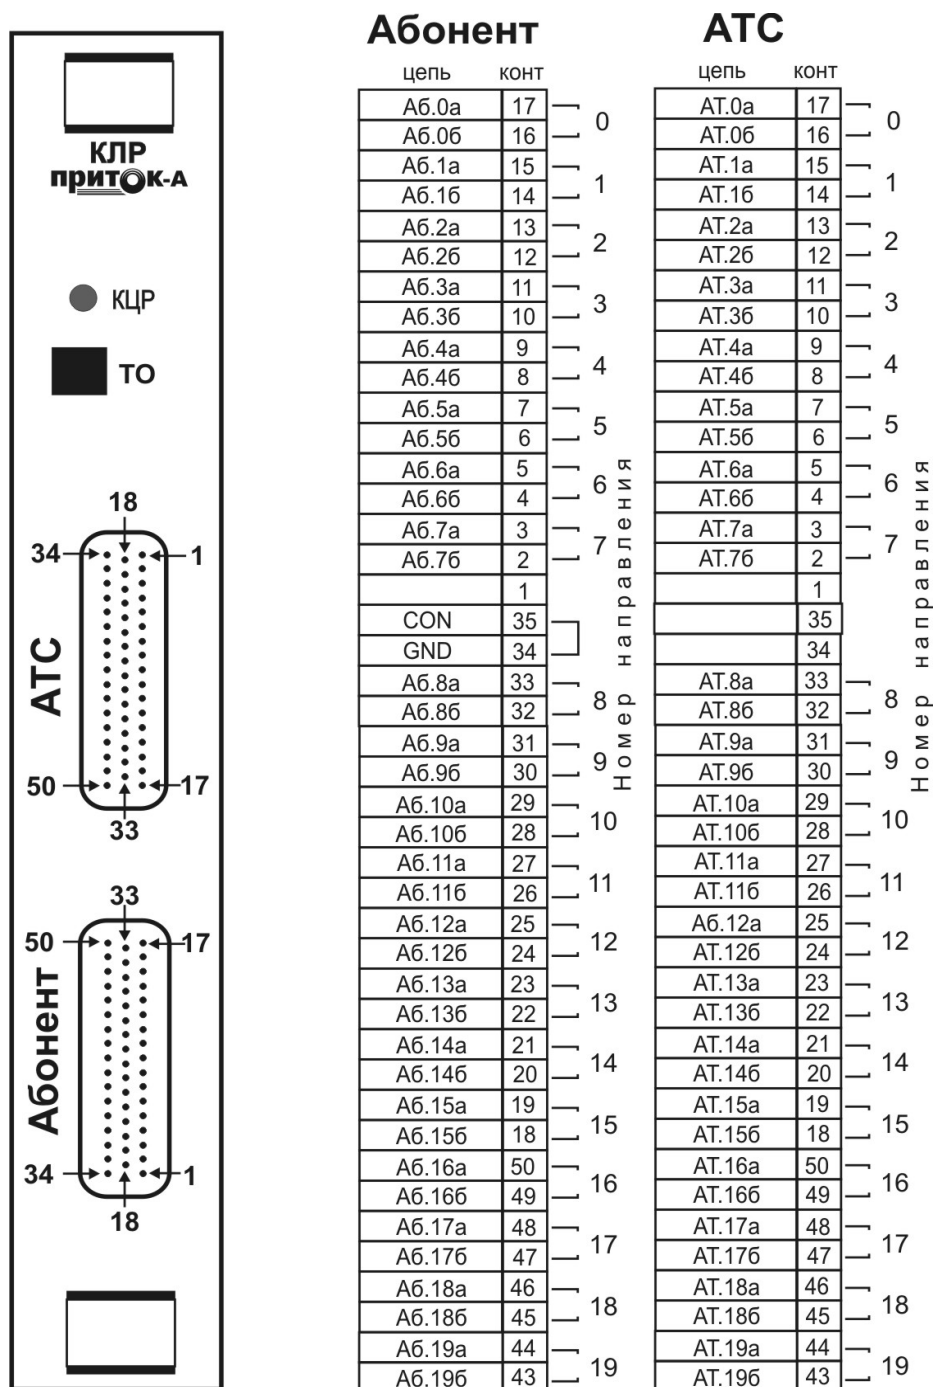 КЛР
приток-А
КЦР
ТО
18
34
1
АТС
50
17
33
33
50
17
Абонент
34
1
18
Абонент
цепь конт
Аб.0а 17
Аб.0б 16
0
Аб.1а 15
Аб.1б 14
1
Аб.2а 13
Аб.2б 12
2
Аб.3а 11
Аб.3б 10
3
Аб.4а 9
Аб.4б 8
4
Аб.5а 7
Аб.5б 6
5
Аб.6а 5
Аб.6б 4
6
Аб.7а 3
Аб.7б 2
7
1
CON 35
GND 34
Аб.8а 33
Аб.8б 32
8
Аб.9а 31
Аб.9б 30
9
Аб.10а 29
Аб.10б 28
10
Аб.11а 27
Аб.11б 26
11
Аб.12а 25
Аб.12б 24
12
Аб.13а 23
Аб.13б 22
13
Аб.14а 21
Аб.14б 20
14
Аб.15а 19
Аб.15б 18
15
Аб.16а 50
Аб.16б 49
16
Аб.17а 48
Аб.17б 47
17
Аб.18а 46
Аб.18б 45
18
Аб.19а 44
Аб.19б 43
19
Номер направления
АТС
цепь конт
АТ.0а 17
АТ.0б 16
0
АТ.1а 15
АТ.1б 14
1
АТ.2а 13
АТ.2б 12
2
АТ.3а 11
АТ.3б 10
3
АТ.4а 9
АТ.4б 8
4
АТ.5а 7
АТ.5б 6
5
АТ.6а 5
АТ.6б 4
6
АТ.7а 3
АТ.7б 2
7
1
35
34
АТ.8а 33
АТ.8б 32
8
АТ.9а 31
АТ.9б 30
9
АТ.10а 29
АТ.10б 28
10
АТ.11а 27
АТ.11б 26
11
Аб.12а 25
АТ.12б 24
12
АТ.13а 23
АТ.13б 22
13
АТ.14а 21
АТ.14б 20
14
АТ.15а 19
АТ.15б 18
15
АТ.16а 50
АТ.16б 49
16
АТ.17а 48
АТ.17б 47
17
АТ.18а 46
АТ.18б 45
18
АТ.19а 44
АТ.19б 43
19
Номер направления